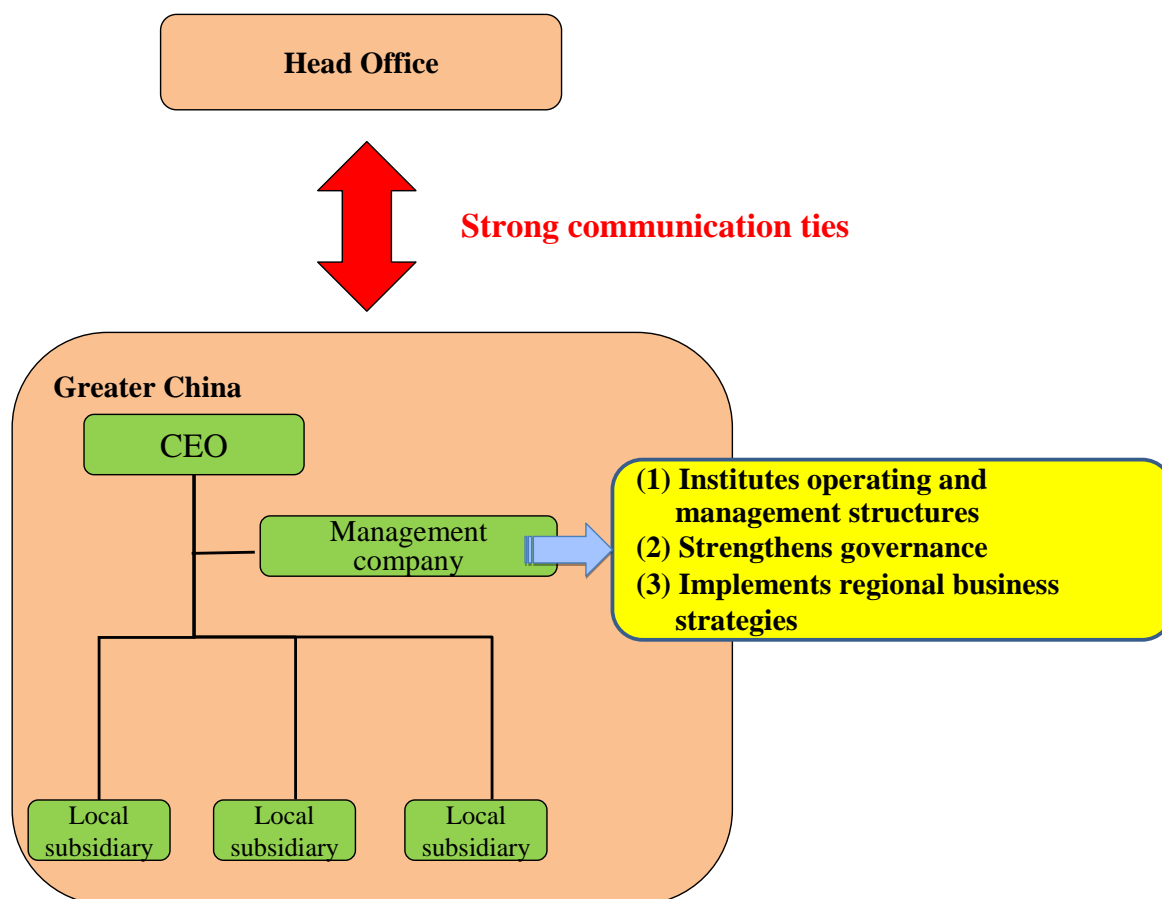 Head Office
Strong communication ties
Greater China
CEO
Management
company
(1) Institutes operating and
management structures
(2) Strengthens governance
(3) Implements regional business
strategies
Local
subsidiary
Local
subsidiary
Local
subsidiary